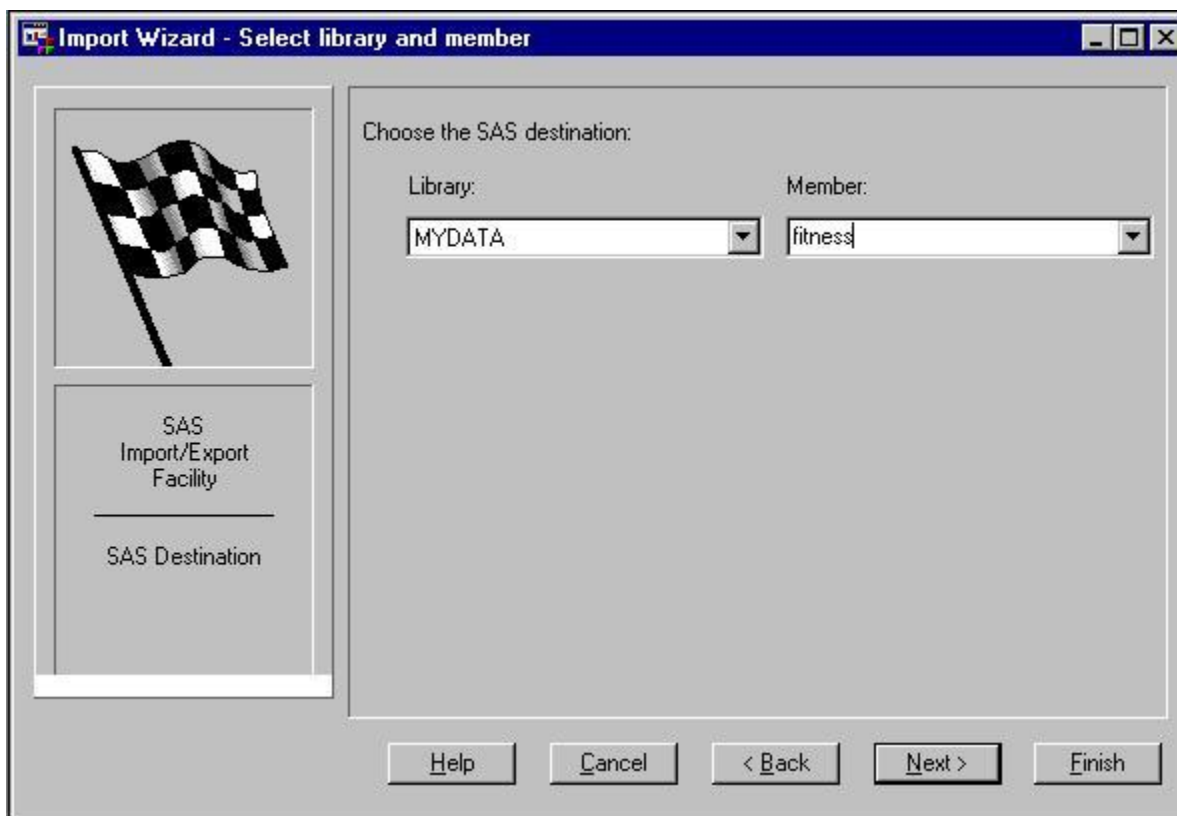 Import Wizard - Select library and member
Choose the SAS destination:
Library:
Member:
MYDATA
fitness
SAS
Import/Export
Facility
SAS Destination
Help
Cancel
< Back
Next >
Finish